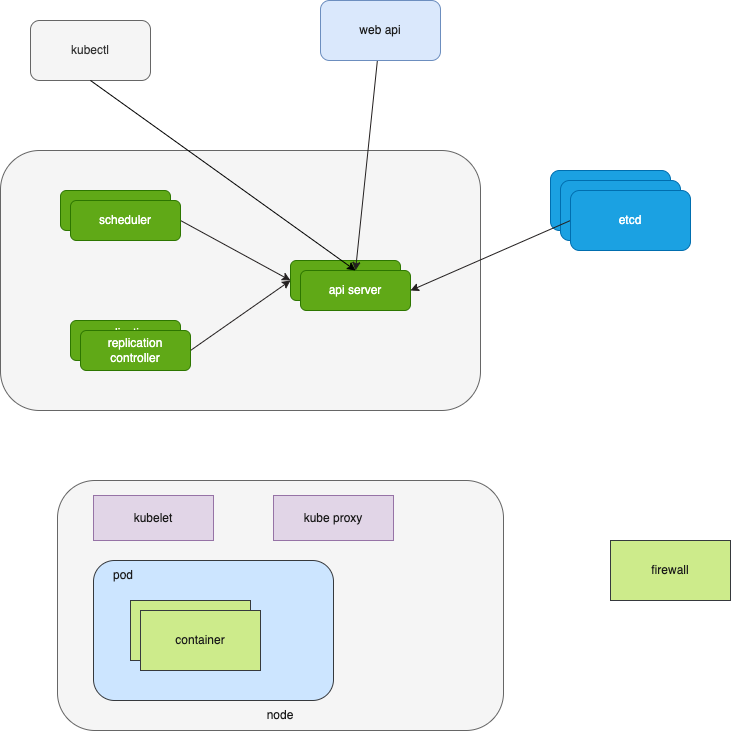 web api
kubectl
scheduler
etcd
api server
replication
controller
kubelet
kube proxy
pod
firewall
container
node